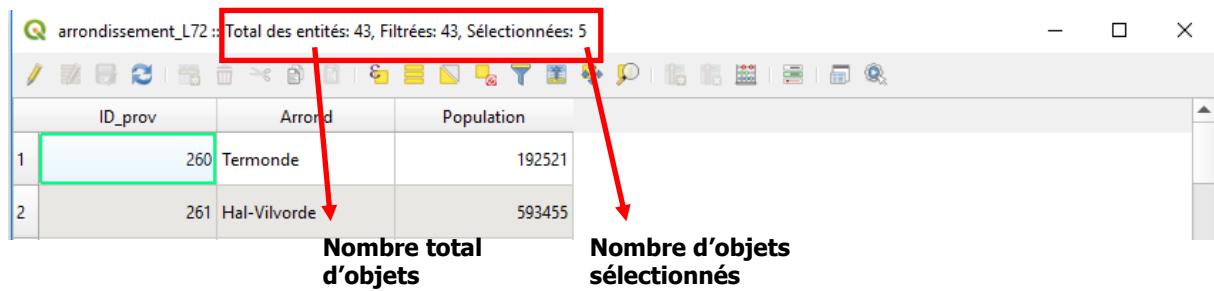 arrondissement_L72 :: Total des entités: 43, Filtrées: 43, Sélectionnées: 5
ID_prov Arrond Population
1 260 Termonde 192521
2 261 Hal-Vilvorde 593455
Nombre total
d'objets
Nombre d'objets
sélectionnés